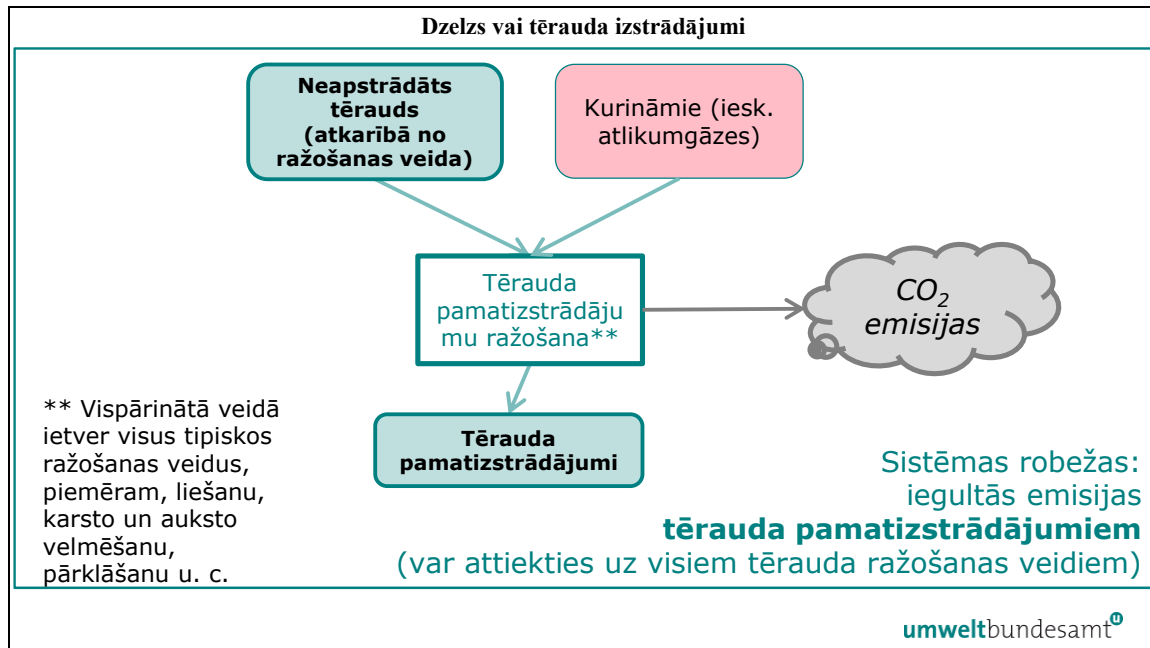 Dzelzs vai tērauda izstrādājumi
Neapstrādāts
tērauds
(atkarībā no
ražošanas veida)
Kurināmie (iesk.
atlikumgāzes)
Tērauda
pamatizstrādāju
mu ražošana**
CO₂
emisijas
Tērauda
pamatizstrādājumi
** Vispārinātā veidā
ietver visus tipiskos
ražošanas veidus,
piemēram, liešanu,
karsto un auksto
velmēšanu,
pārklāšanu u. c.
Sistēmas robežas:
iegultās emisijas
tērauda pamatizstrādājumiem
(var attiekties uz visiem tērauda ražošanas veidiem)
umweltbundesamt
u